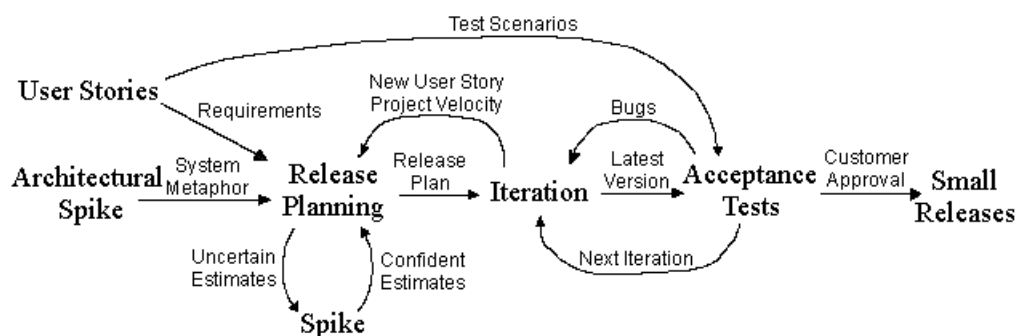 Test Scenarios
User Stories
New User Story
Project Velocity
Requirements
Bugs
Architectural
Spike
System
Metaphor
Release
Planning
Release
Plan
Iteration
Latest
Version
Acceptance
Tests
Customer
Approval
Small
Releases
Uncertain
Estimates
Confident
Estimates
Next Iteration
Spike